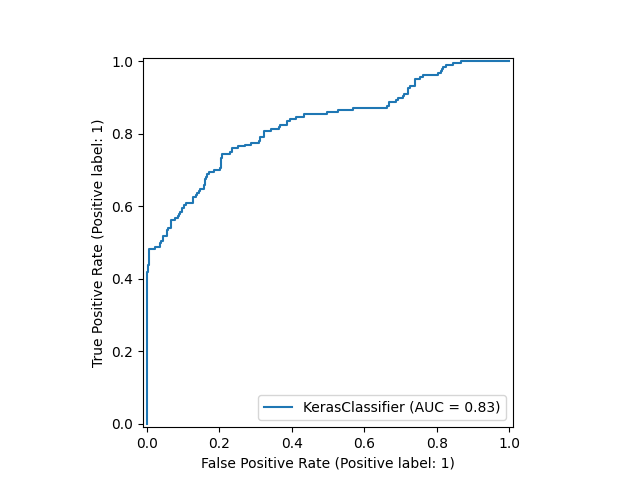 1.0
0.8
0.6
0.4
0.2
0.0
True Positive Rate (Positive label: 1)
KerasClassifier (AUC = 0.83)
0.0 0.2 0.4 0.6 0.8 1.0
False Positive Rate (Positive label: 1)